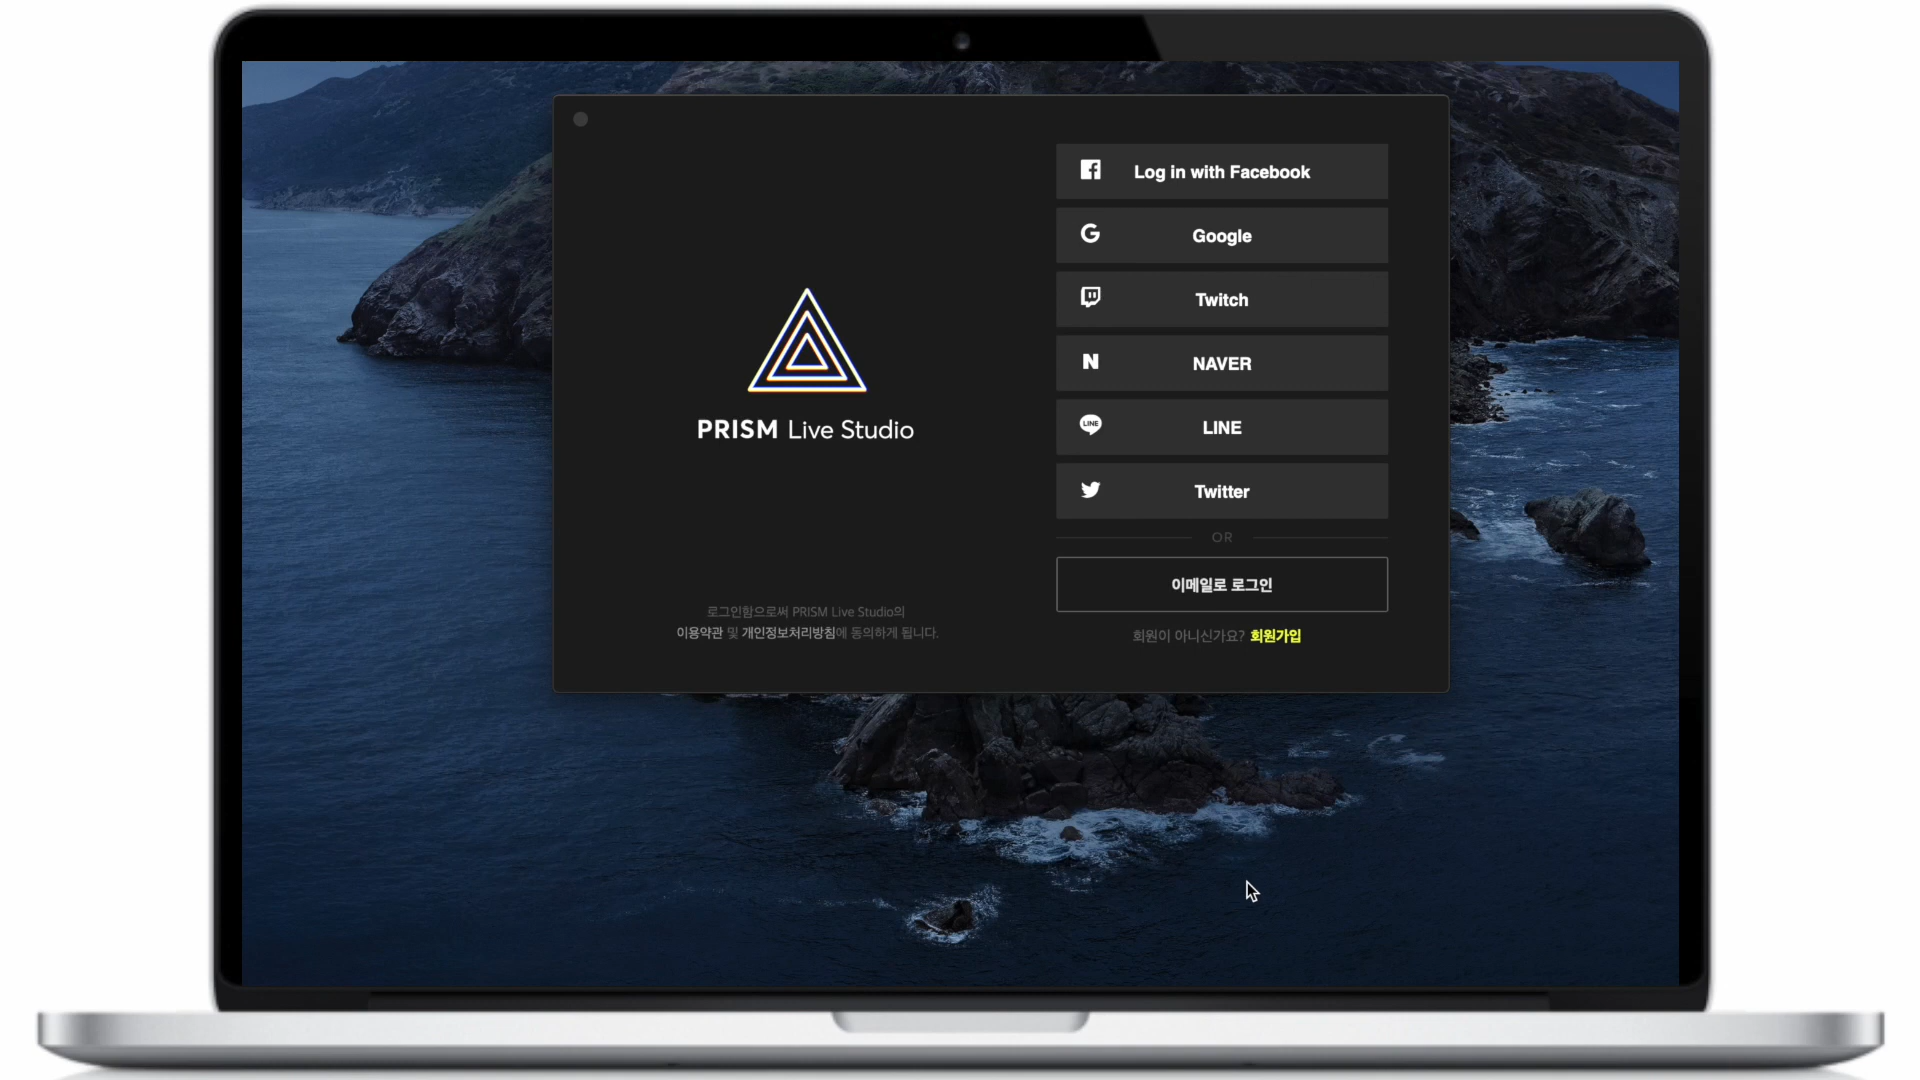 PRISM Live Studio
로그인함으로써 PRISM Live Studio의
이용약관 및 개인정보처리방침에 동의하게 됩니다.
Log in with Facebook
Google
Twitch
NAVER
LINE
LINE
Twitter
OR
이메일로 로그인
회원이 아니신가요? 회원가입